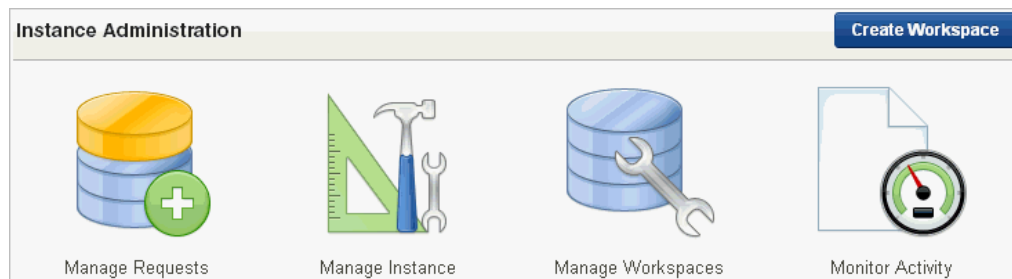 Instance Administration
Create Workspace
Manage Requests
Manage Instance
Manage Workspaces
Monitor Activity